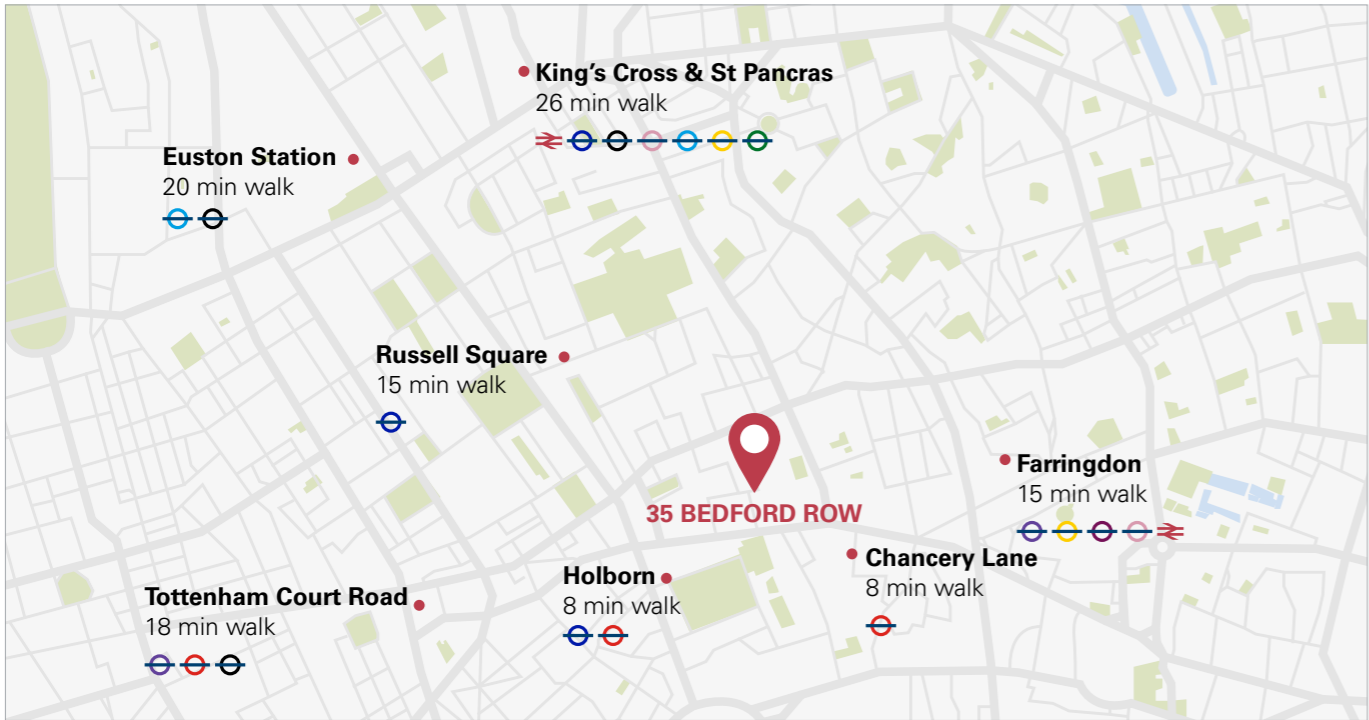 King's Cross & St Pancras
26 min walk
Euston Station
20 min walk
Russell Square
15 min walk
35 BEDFORD ROW
Farringdon
15 min walk
Chancery Lane
8 min walk
Holborn
8 min walk
Tottenham Court Road
18 min walk